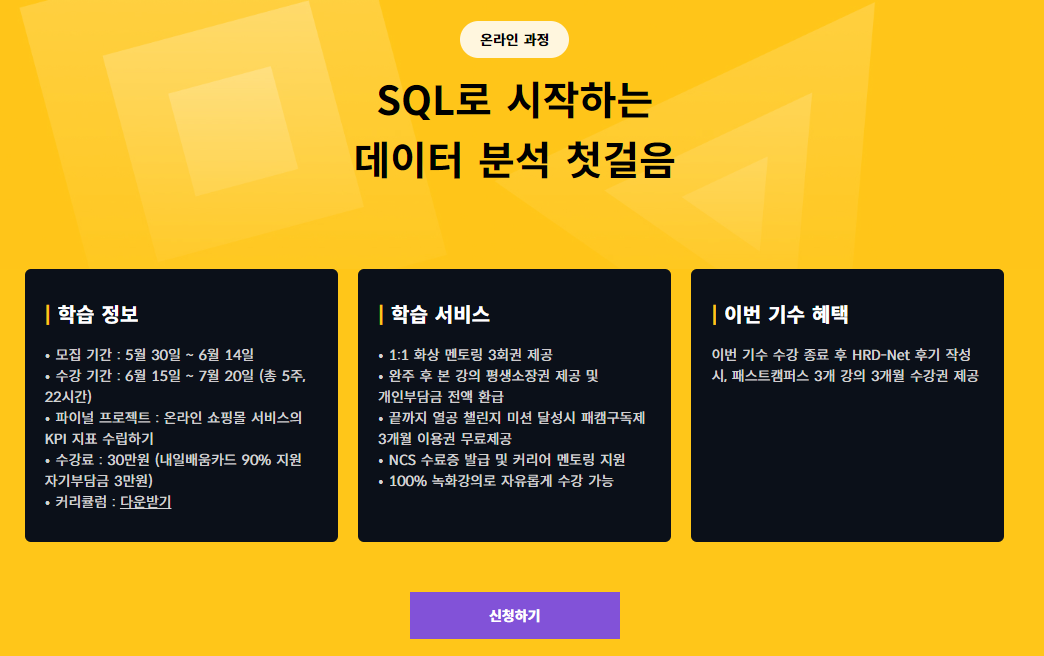 온라인 과정
SQL로 시작하는
데이터 분석 첫걸음
| 학습 정보
• 모집 기간 : 5월 30일 ~ 6월 14일
• 수강 기간 : 6월 15일 ~ 7월 20일 (총 5주,
22시간)
• 파이널 프로젝트 : 온라인 쇼핑몰 서비스의
KPI 지표 수립하기
• 수강료 : 30만원 (내일배움카드 90% 지원
자기부담금 3만원)
• 커리큘럼 : 다운받기
| 학습 서비스
• 1:1 화상 멘토링 3회권 제공
• 완주 후 본 강의 평생소장권 제공 및
개인부담금 전액 환급
• 끝까지 열공 챌린지 미션 달성시 패캠구독제
3개월 이용권 무료제공
• NCS 수료증 발급 및 커리어 멘토링 지원
• 100% 녹화강의로 자유롭게 수강 가능
| 이번 기수 혜택
이번 기수 수강 종료 후 HRD-Net 후기 작성
시, 패스트캠퍼스 3개 강의 3개월 수강권 제공
신청하기